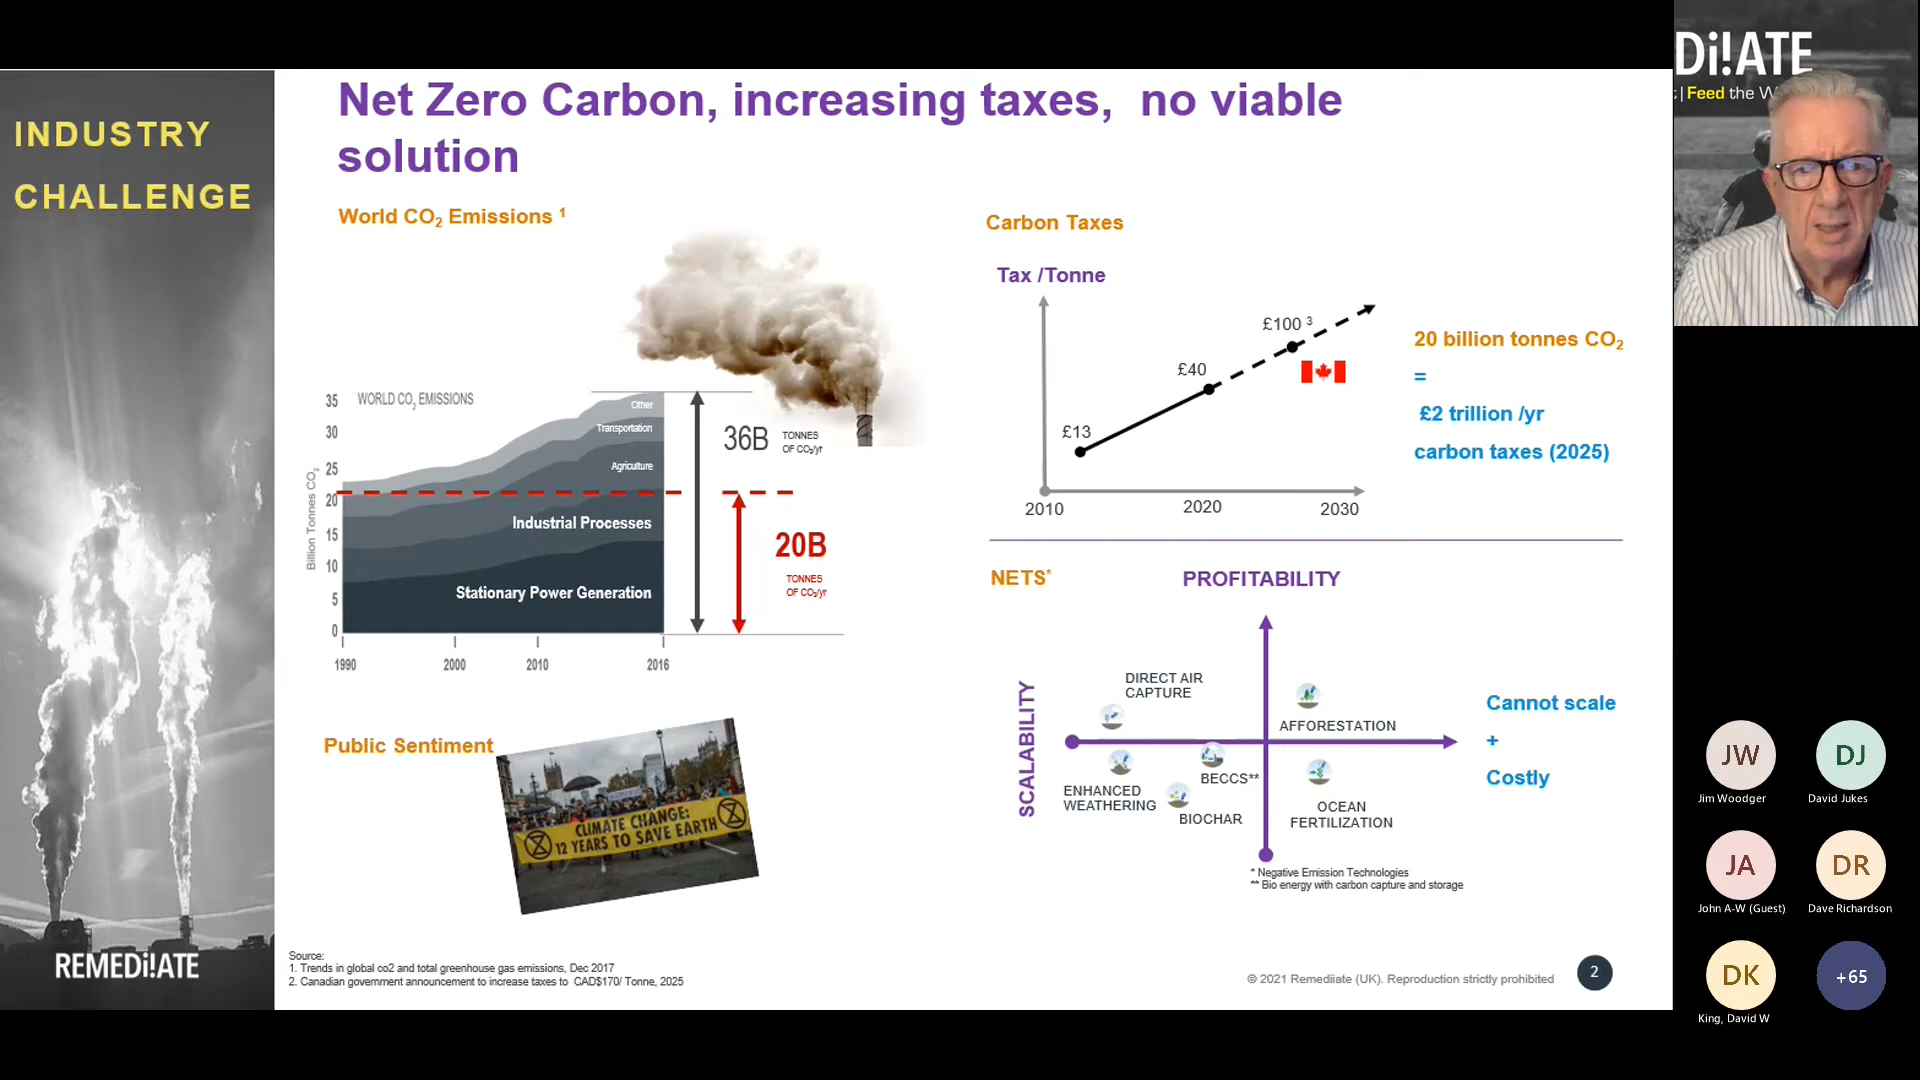 INDUSTRY
CHALLENGE
REMEDi!ATE
Net Zero Carbon, increasing taxes, no viable
solution
World CO2 Emissions 1
WORLD CO2 EMISSIONS
Billion Tonnes CO2
35
30
25
20
15
10
5
0
1990
2000
2010
2016
Other
Transportation
Agriculture
Industrial Processes
Stationary Power Generation
36B
TONNES
OF CO2/yr
20B
TONNES
OF CO2/yr
Public Sentiment
CLIMATE CHANGE:
12 YEARS TO SAVE EARTH
Carbon Taxes
Tax /Tonne
£13
£40
£100 3
2010
2020
2030
20 billion tonnes CO2
=
£2 trillion /yr
carbon taxes (2025)
NETS*
PROFITABILITY
SCALABILITY
DIRECT AIR
CAPTURE
AFFORESTATION
ENHANCED
WEATHERING
BECCS**
BIOCHAR
OCEAN
FERTILIZATION
Cannot scale
+
Costly
* Negative Emission Technologies
** Bio energy with carbon capture and storage
Source:
1. Trends in global co2 and total greenhouse gas emissions, Dec 2017
2. Canadian government announcement to increase taxes to CAD$170/ Tonne, 2025
© 2021 Remediiate (UK). Reproduction strictly prohibited
2
Di!ATE
| Feed the W
JW
Jim Woodger
DJ
David Jukes
JA
John A-W (Guest)
DR
Dave Richardson
DK
King, David W
+65